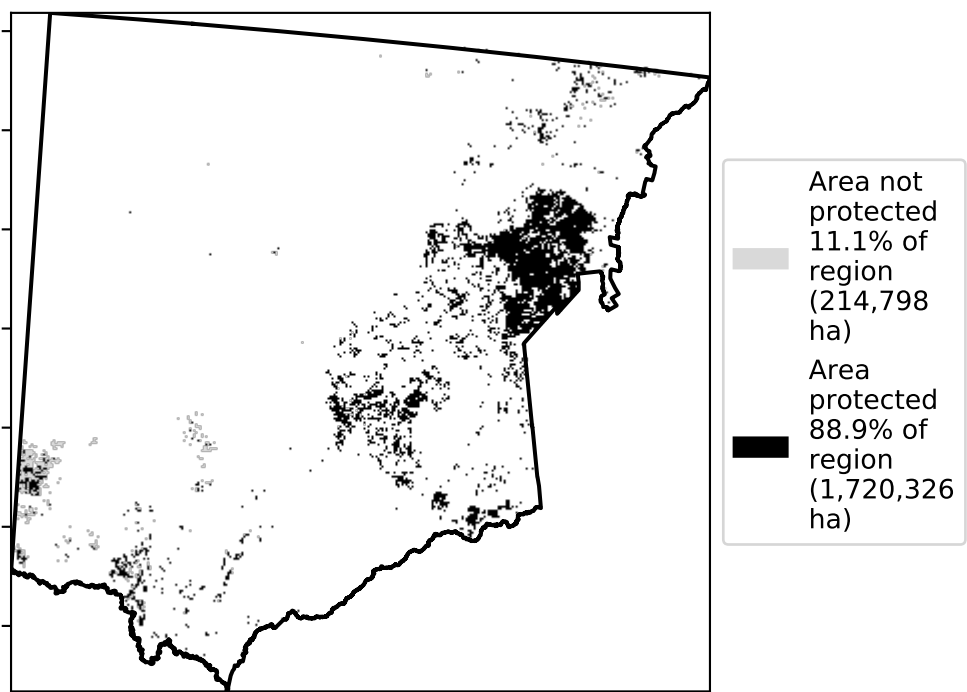 Area not
protected
11.1% of
region
(214,798
ha)
Area
protected
88.9% of
region
(1,720,326
ha)